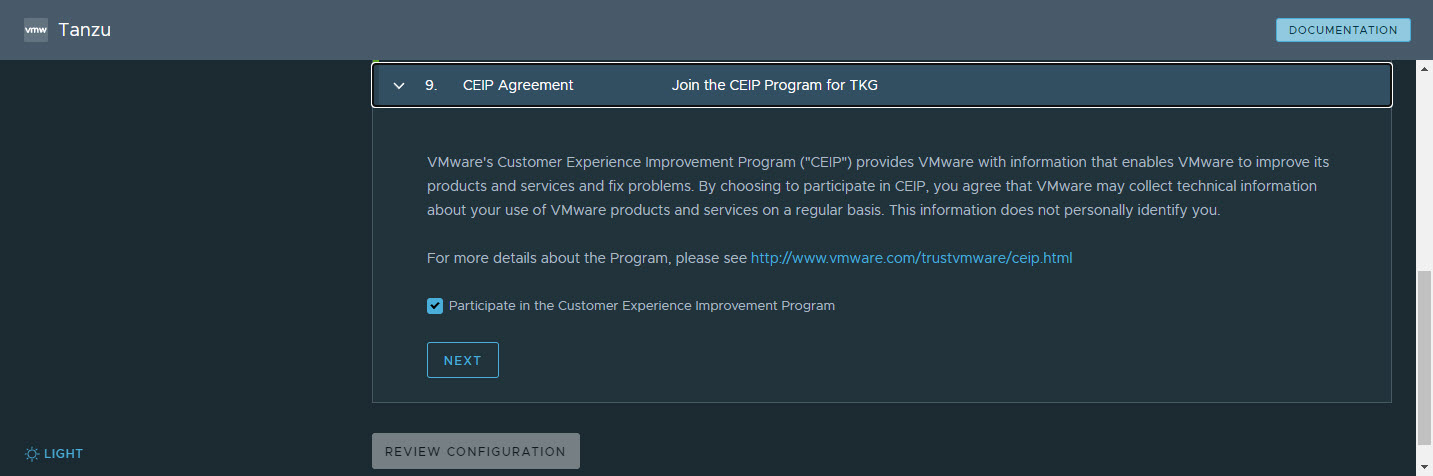 vmw Tanzu
DOCUMENTATION
9. CEIP Agreement Join the CEIP Program for TKG
VMware's Customer Experience Improvement Program ("CEIP") provides VMware with information that enables VMware to improve its
products and services and fix problems. By choosing to participate in CEIP, you agree that VMware may collect technical information
about your use of VMware products and services on a regular basis. This information does not personally identify you.
For more details about the Program, please see http://www.vmware.com/trustvmware/ceip.html
Participate in the Customer Experience Improvement Program
NEXT
REVIEW CONFIGURATION
LIGHT